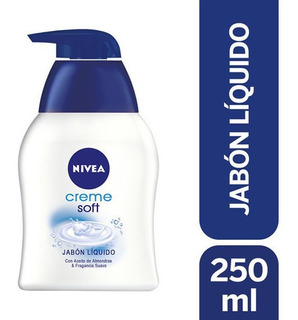 NIVEA
creme
soft
JABÓN LÍQUIDO
Con Aceite de Almendras
& Fragancia Suave
JABÓN LÍQUIDO
250
ml